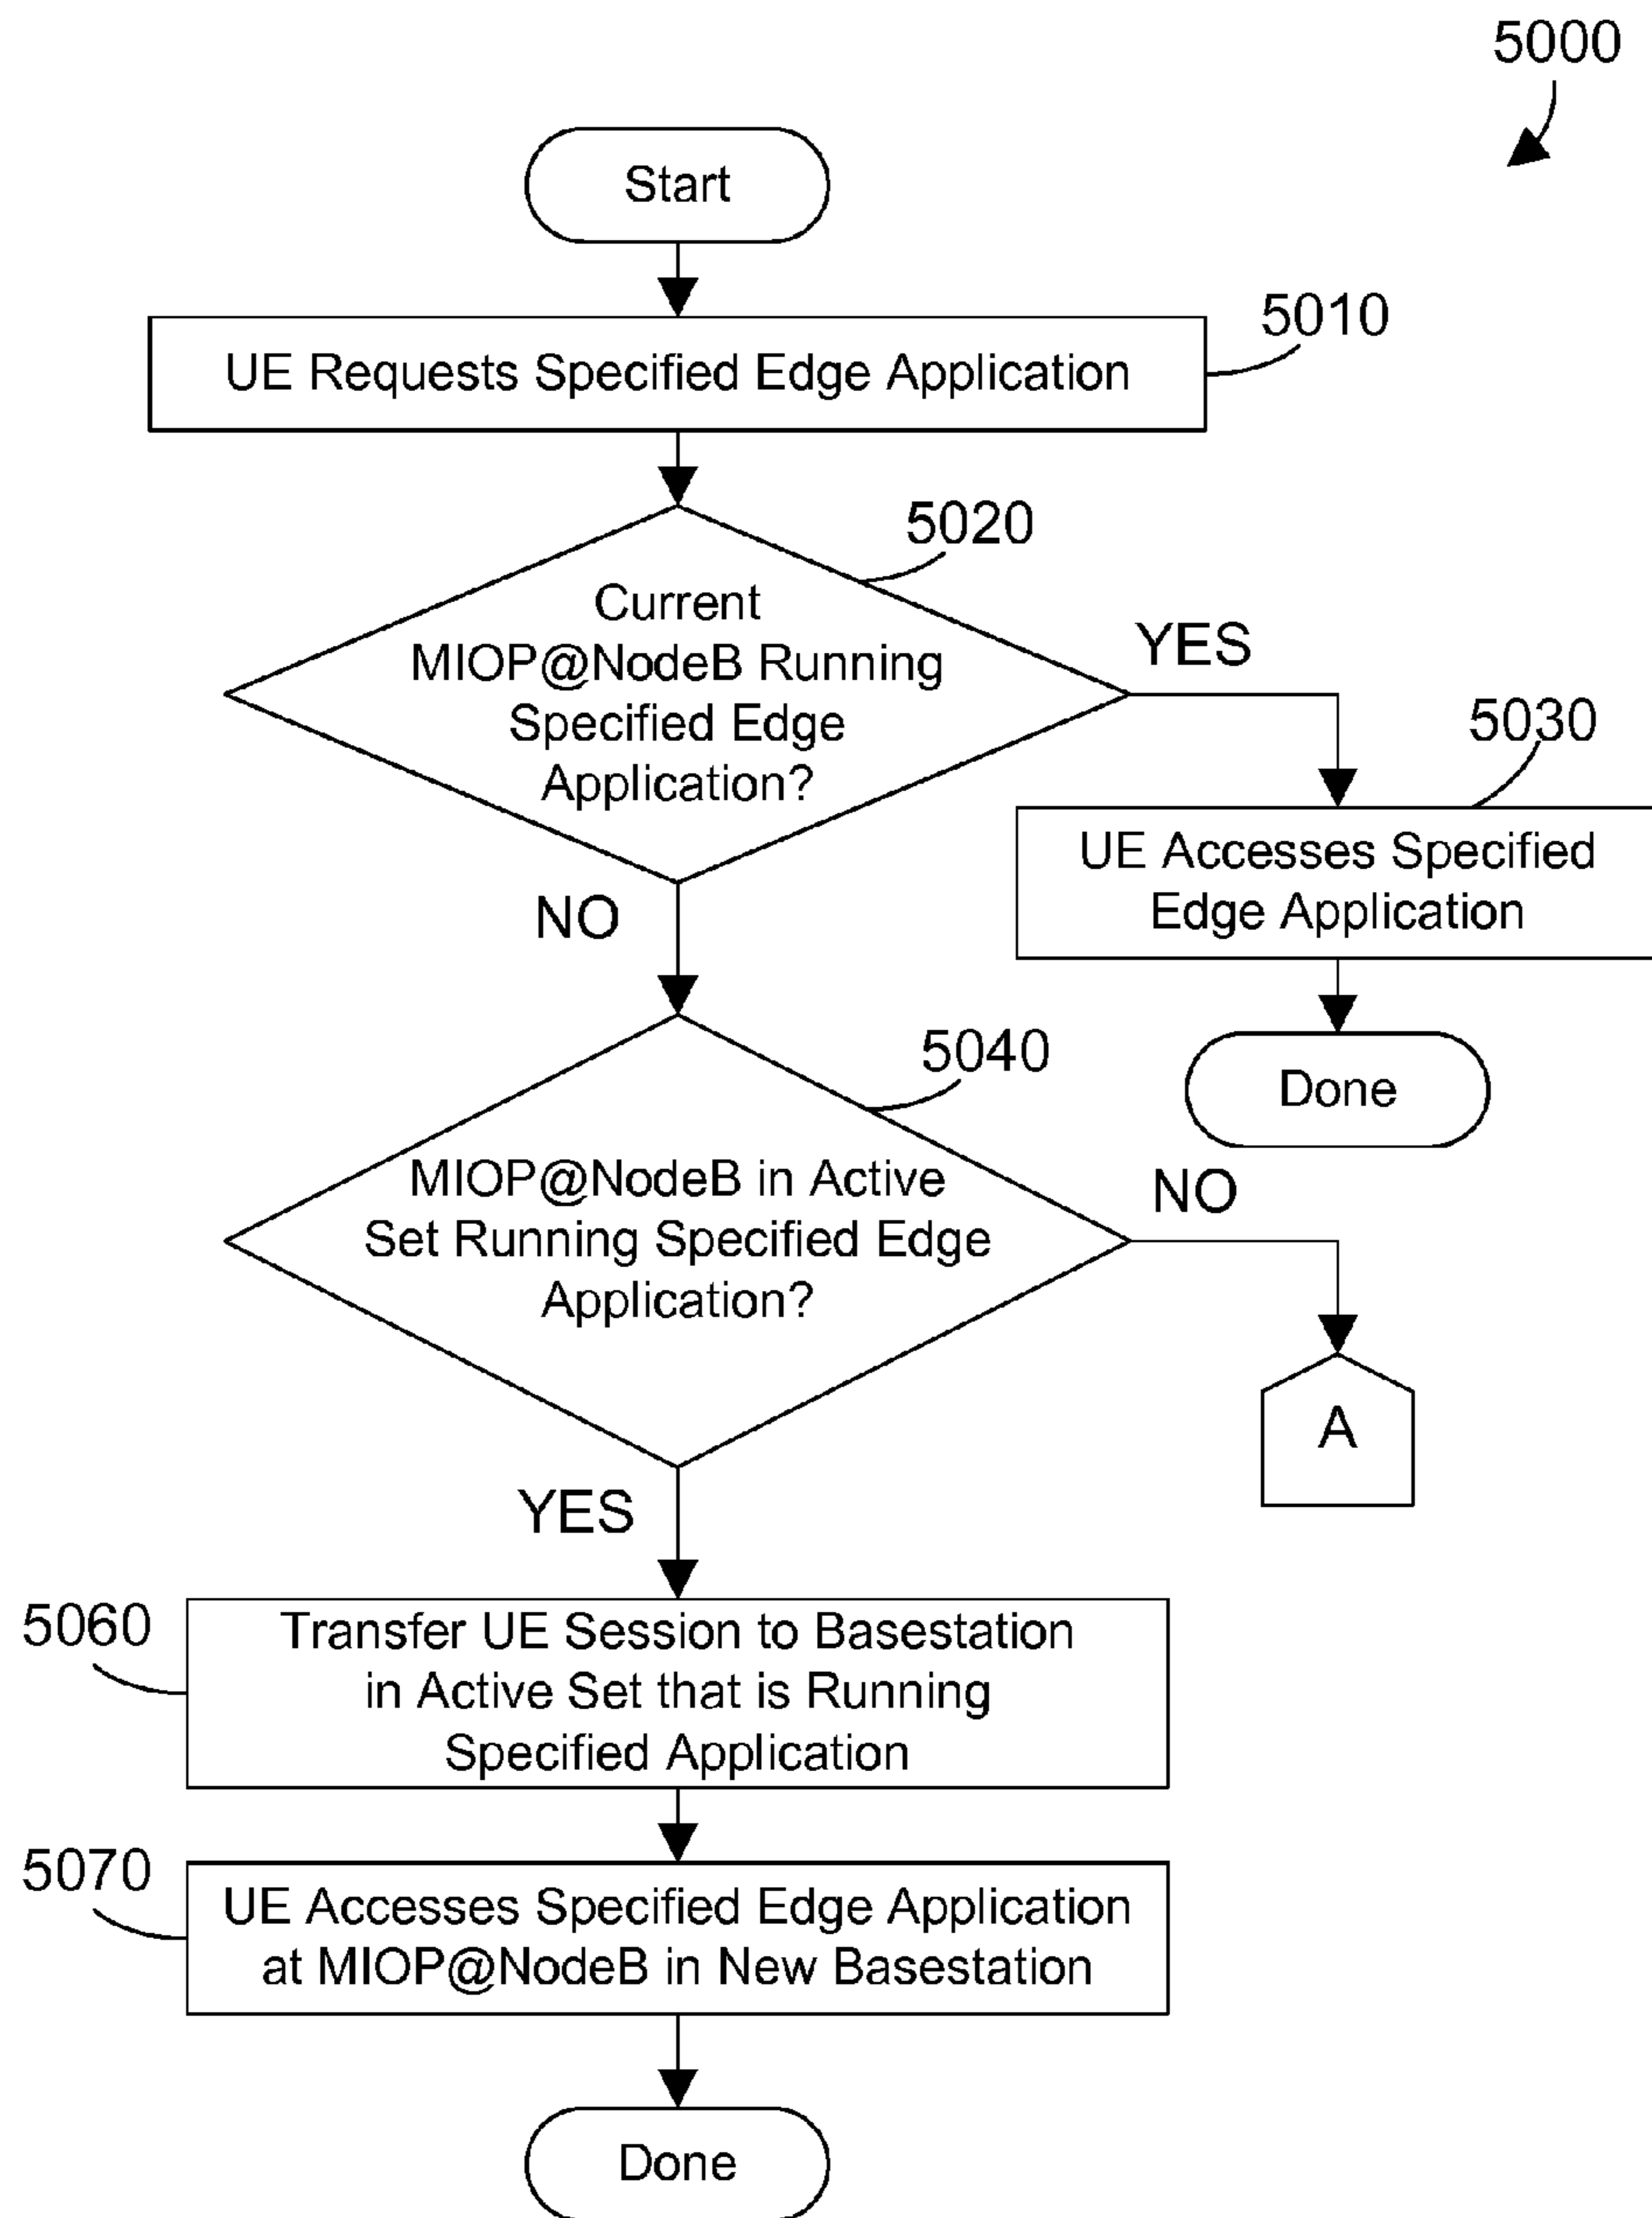 5000
Start
5010
UE Requests Specified Edge Application
5020
Current
MIOP@NodeB Running
Specified Edge
Application?
YES
5030
UE Accesses Specified
Edge Application
NO
Done
5040
MIOP@NodeB in Active
Set Running Specified Edge
Application?
NO
A
YES
5060
Transfer UE Session to Basestation
in Active Set that is Running
Specified Application
5070
UE Accesses Specified Edge Application
at MIOP@NodeB in New Basestation
Done